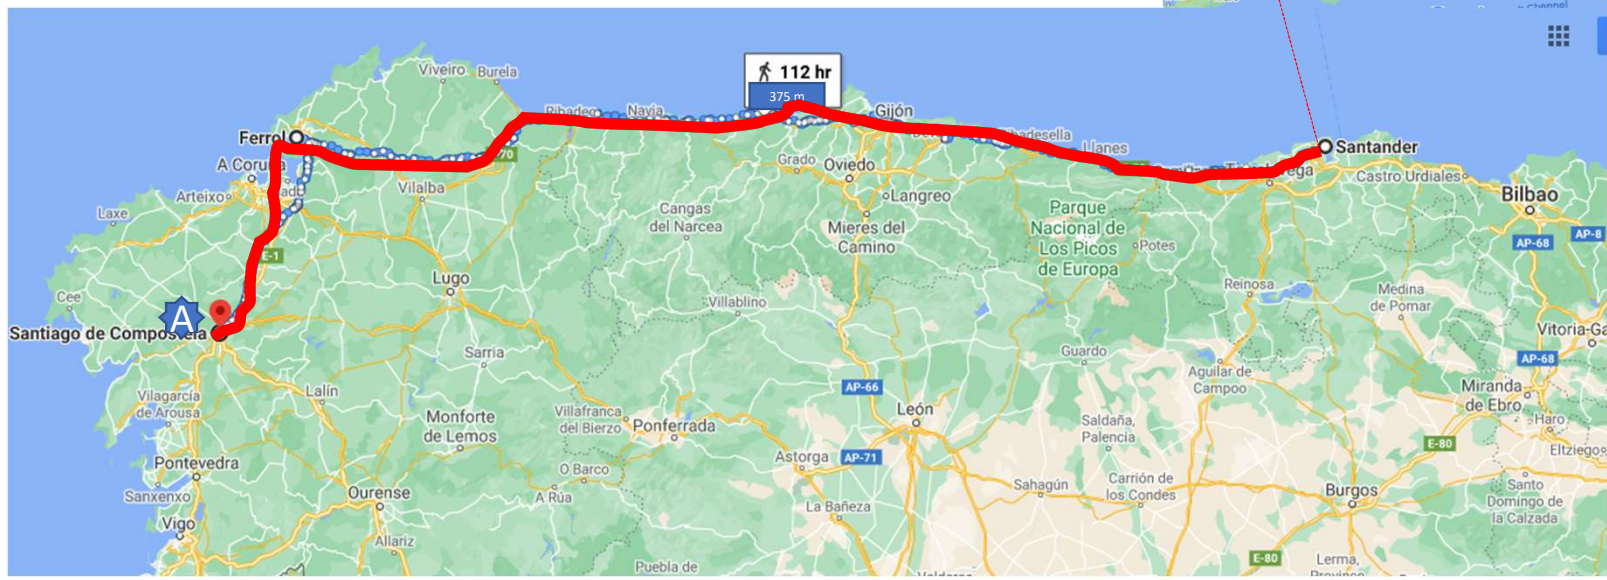 Channel
Viveiro
Burela
112 hr
375 m
Navia
Gijón
Ferrol
A Coruña
70
Llanes
Santander
Grado
Oviedo
Castro Urdiales
Arteixo
Vilalba
Langreo
Bilbao
Laxe
Cangas
del Narcea
Mieres del
Camino
Parque
Nacional de
Los Picos
de Europa
Potes
AP-68
AP-8
E-1
Lugo
Reinosa
Cee
Villablino
Medina
de Pomar
A
Santiago de Compostela
Vitoria-Ga
Sarria
Guardo
AP-68
Aguilar de
Campoo
Lalín
AP-66
Miranda
de Ebro
Vilagarcía
de Arousa
Monforte
de Lemos
Villafranca
del Bierzo
Ponferrada
León
Saldaña,
Palencia
Haro
E-80
Eltziego
Pontevedra
Astorga
AP-71
O Barco
Sanxenxo
Ourense
A Rúa
Sahagún
Carrión de
los Condes
Burgos
Santo
Domingo de
la Calzada
Vigo
La Bañeza
Allariz
Puebla de
E-80
Lerma,